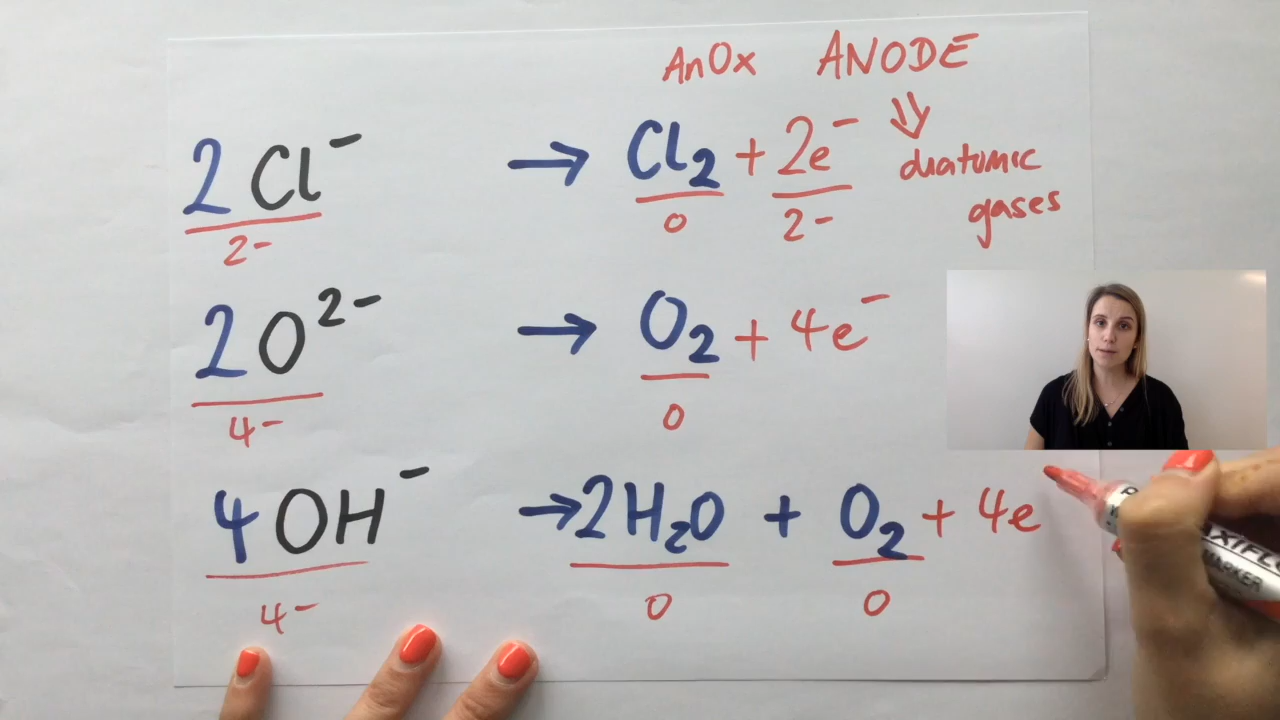 AnOx ANODE
⇓
diatomic
gases
2Cl⁻ → Cl₂ + 2e⁻
2- 0 2-
2O²⁻ → O₂ + 4e⁻
4- 0
4OH⁻ → 2H₂O + O₂ + 4e
4- 0 0
MARKER